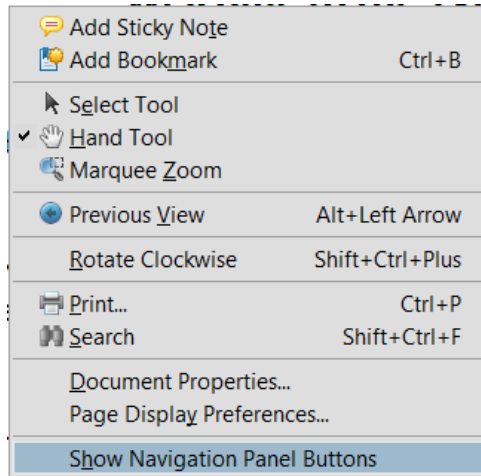 Add Sticky Note
Add Bookmark Ctrl+B
Select Tool
Hand Tool
Marquee Zoom
Previous View Alt+Left Arrow
Rotate Clockwise Shift+Ctrl+Plus
Print... Ctrl+P
Search Shift+Ctrl+F
Document Properties...
Page Display Preferences...
Show Navigation Panel Buttons